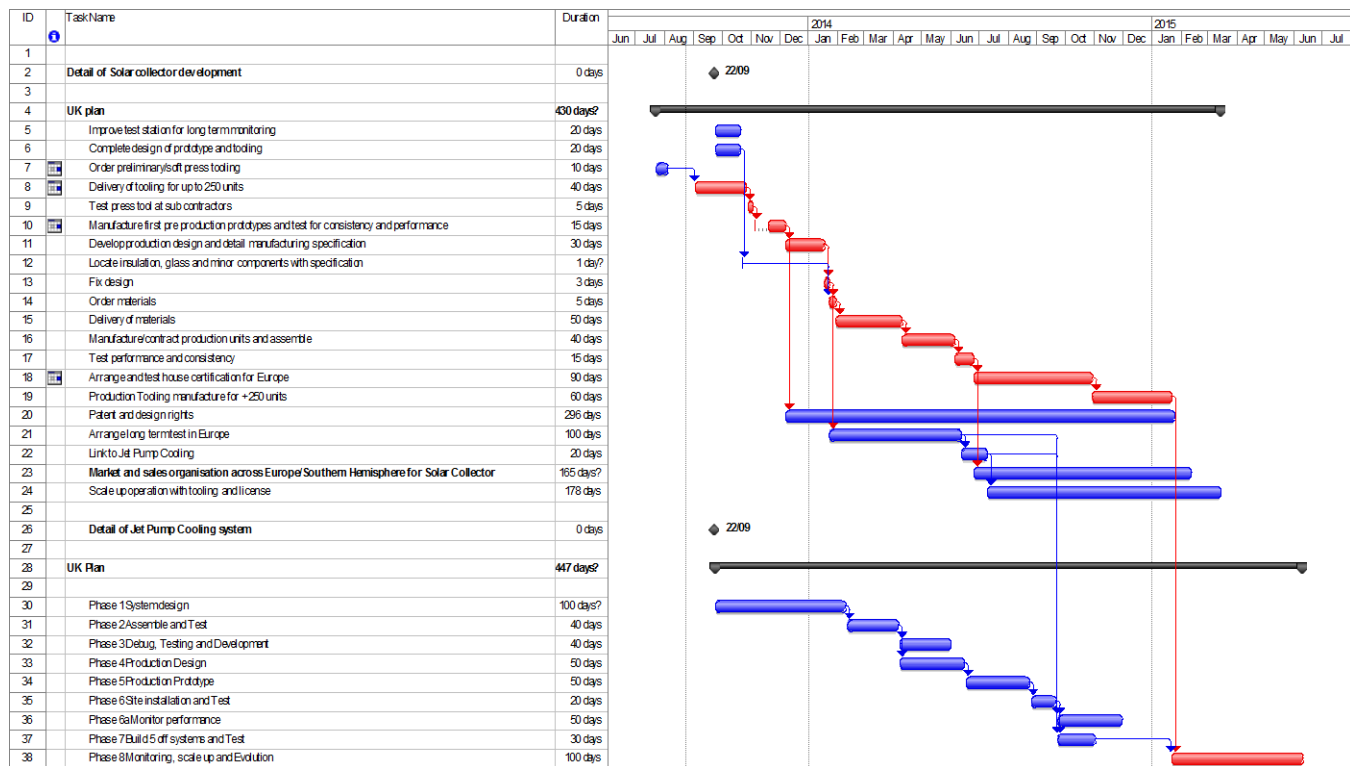 ID Task Name Duration 2014 2015
Jun Jul Aug Sep Oct Nov Dec Jan Feb Mar Apr May Jun Jul Aug Sep Oct Nov Dec Jan Feb Mar Apr May Jun Jul
1
2 Detail of Solar collector development 0 days 22/09
3
4 UK plan 430 days?
5 Improve test station for long term monitoring 20 days
6 Complete design of prototype and tooling 20 days
7 Order preliminary/soft press tooling 10 days
8 Delivery of tooling for up to 250 units 40 days
9 Test press tool at sub contractors 5 days
10 Manufacture first pre production prototypes and test for consistency and performance 15 days
11 Develop production design and detail manufacturing specification 30 days
12 Locate insulation, glass and minor components with specification 1 day?
13 Fix design 3 days
14 Order materials 5 days
15 Delivery of materials 50 days
16 Manufacture/contract production units and assemble 40 days
17 Test performance and consistency 15 days
18 Arrange and test house certification for Europe 90 days
19 Production Tooling manufacture for +250 units 60 days
20 Patent and design rights 296 days
21 Arrange long term test in Europe 100 days
22 Link to Jet Pump Cooling 20 days
23 Market and sales organisation across Europe/Southern Hemisphere for Solar Collector 165 days?
24 Scale up operation with tooling and license 178 days
25
26 Detail of Jet Pump Cooling system 0 days 22/09
27
28 UK Plan 447 days?
29
30 Phase 1 System design 100 days?
31 Phase 2 Assemble and Test 40 days
32 Phase 3 Debug, Testing and Development 40 days
33 Phase 4 Production Design 50 days
34 Phase 5 Production Prototype 50 days
35 Phase 6 Site installation and Test 20 days
36 Phase 6a Monitor performance 50 days
37 Phase 7 Build 5 off systems and Test 30 days
38 Phase 8 Monitoring, scale up and Evolution 100 days